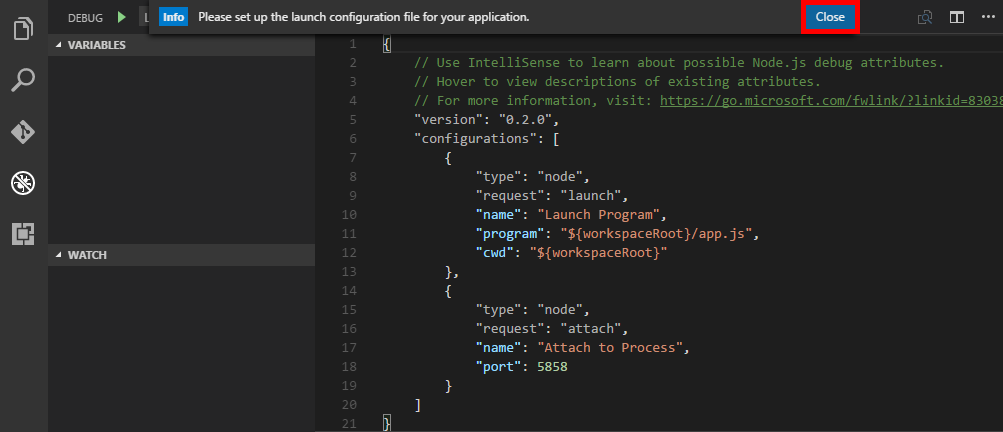 DEBUG
Info Please set up the launch configuration file for your application. Close
VARIABLES
WATCH
1 {
2 // Use IntelliSense to learn about possible Node.js debug attributes.
3 // Hover to view descriptions of existing attributes.
4 // For more information, visit: https://go.microsoft.com/fwlink/?linkid=83038
5 "version": "0.2.0",
6 "configurations": [
7 {
8 "type": "node",
9 "request": "launch",
10 "name": "Launch Program",
11 "program": "${workspaceRoot}/app.js",
12 "cwd": "${workspaceRoot}"
13 },
14 {
15 "type": "node",
16 "request": "attach",
17 "name": "Attach to Process",
18 "port": 5858
19 }
20 ]
21 }